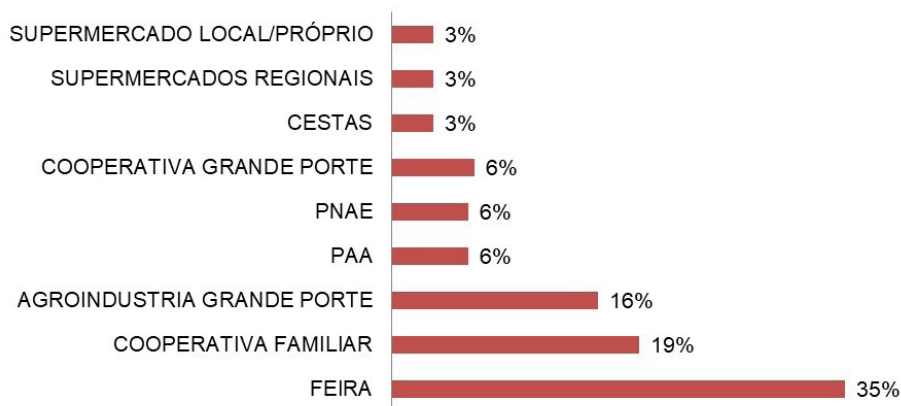 SUPERMERCADO LOCAL/PRÓPRIO 3%
SUPERMERCADOS REGIONAIS 3%
CESTAS 3%
COOPERATIVA GRANDE PORTE 6%
PNAE 6%
PAA 6%
AGROINDUSTRIA GRANDE PORTE 16%
COOPERATIVA FAMILIAR 19%
FEIRA 35%